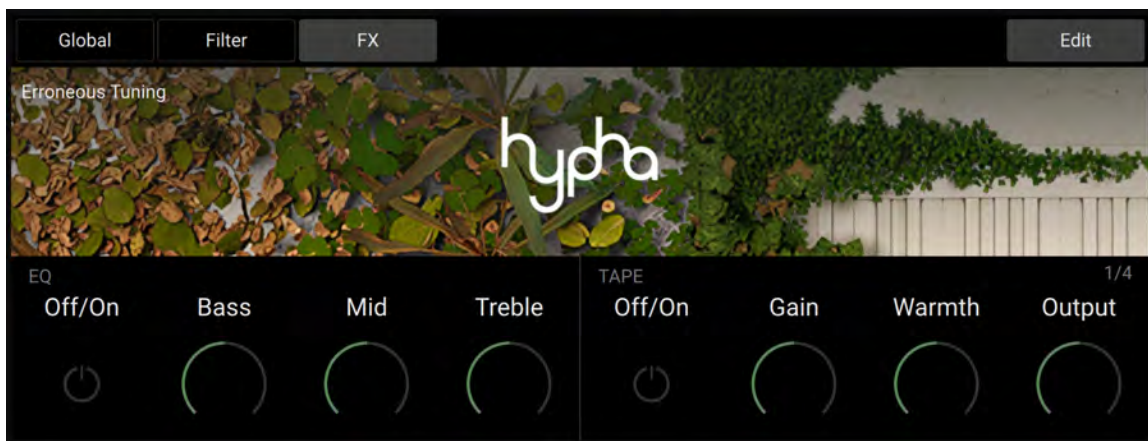 Global Filter FX Edit
Erroneous Tuning
hypha
EQ TAPE 1/4
Off/On Bass Mid Treble Off/On Gain Warmth Output